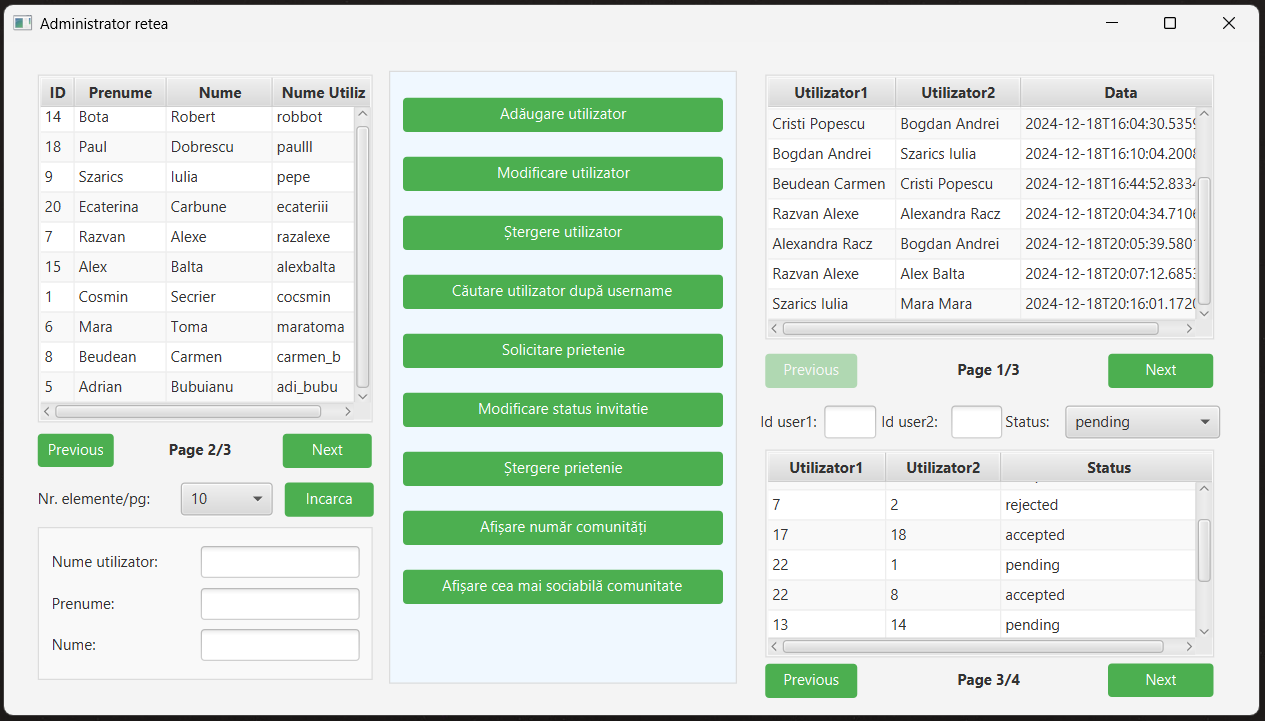 Administrator retea
ID Prenume Nume Nume Utiliz
14 Bota Robert robbot
18 Paul Dobrescu paulll
9 Szarics Iulia pepe
20 Ecaterina Carbune ecateriii
7 Razvan Alexe razalexe
15 Alex Balta alexbalta
1 Cosmin Secrier cocsmin
6 Mara Toma maratoma
8 Beudean Carmen carmen_b
5 Adrian Bubuianu adi_bubu
Previous Page 2/3 Next
Nr. elemente/pg: 10 Incarca
Nume utilizator:
Prenume:
Nume:
Adăugare utilizator
Modificare utilizator
Ștergere utilizator
Căutare utilizator după username
Solicitare prietenie
Modificare status invitatie
Ștergere prietenie
Afișare număr comunități
Afișare cea mai sociabilă comunitate
Utilizator1 Utilizator2 Data
Cristi Popescu Bogdan Andrei 2024-12-18T16:04:30.5359
Bogdan Andrei Szarics Iulia 2024-12-18T16:10:04.2008
Beudean Carmen Cristi Popescu 2024-12-18T16:44:52.8334
Razvan Alexe Alexandra Racz 2024-12-18T20:04:34.7106
Alexandra Racz Bogdan Andrei 2024-12-18T20:05:39.5801
Razvan Alexe Alex Balta 2024-12-18T20:07:12.6853
Szarics Iulia Mara Mara 2024-12-18T20:16:01.1720
Previous Page 1/3 Next
Id user1: Id user2: Status: pending
Utilizator1 Utilizator2 Status
7 2 rejected
17 18 accepted
22 1 pending
22 8 accepted
13 14 pending
Previous Page 3/4 Next